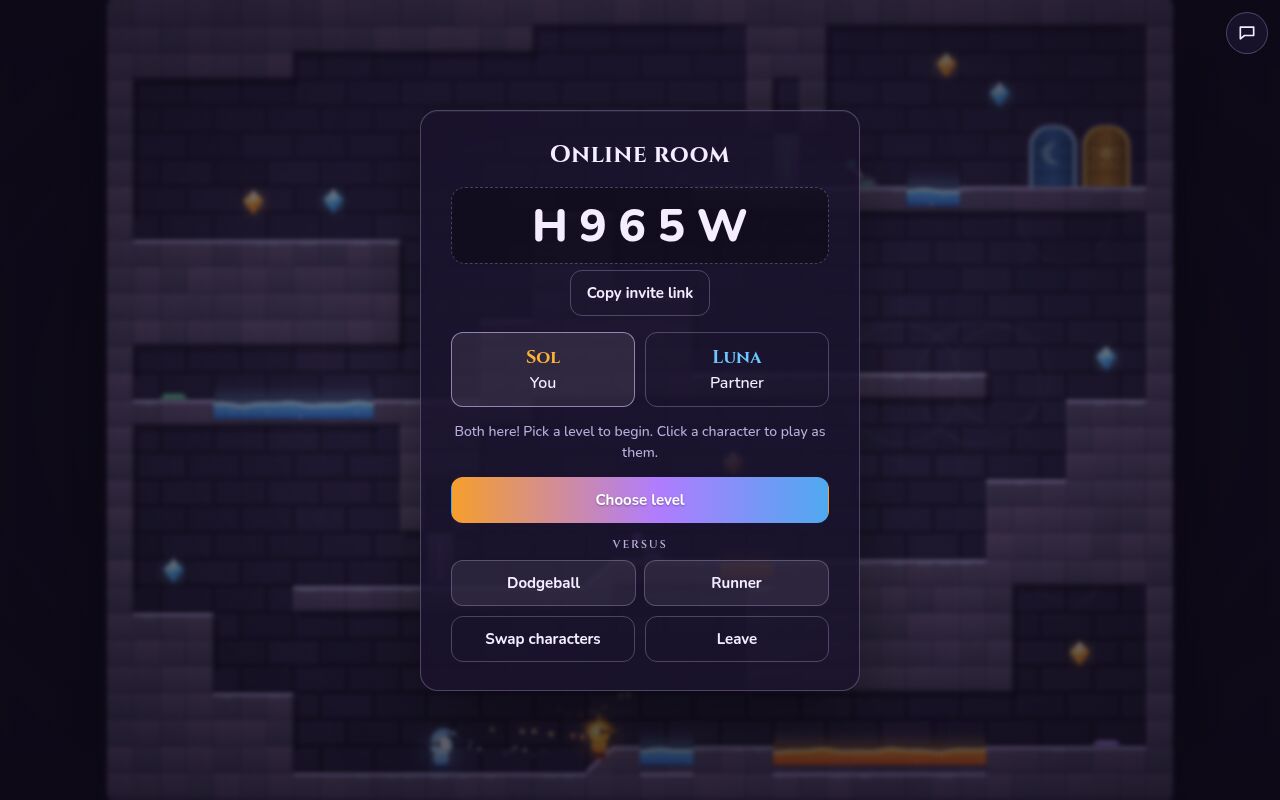 Online room
H965W
Copy invite link
Sol
You
Luna
Partner
Both here! Pick a level to begin. Click a character to play as
them.
Choose level
VERSUS
Dodgeball
Runner
Swap characters
Leave